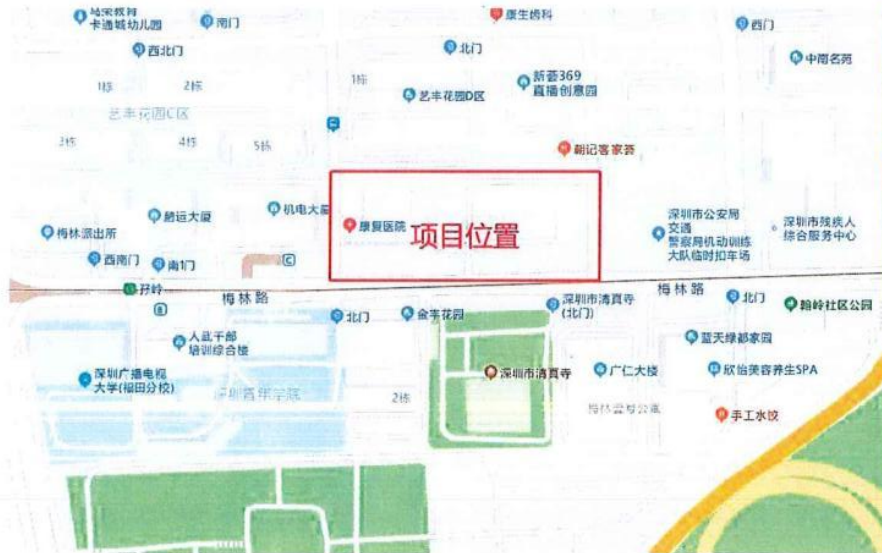 卡通城幼儿园
南门
康生齿科
西门
西北门
北门
中南名苑
1栋
2栋
1栋
艺丰花园D区
新荟369
直播创意园
艺丰花园C区
3栋
4栋
5栋
朝记客家荟
梅林派出所
鹏运大厦
机电大厦
康复医院
项目位置
深圳市公安局
交通
警察局机动训练
大队临时扣车场
深圳市残疾人
综合服务中心
西南门
南1门
C
孖岭
梅林路
梅林路
B
北门
金丰花园
深圳市清真寺
(北门)
北门
翰岭社区公园
人武干部
培训综合楼
蓝天绿都家园
深圳广播电视
大学(福田分校)
深圳青年学院
2栋
深圳市清真寺
广仁大楼
欣怡美容养生SPA
手工水饺